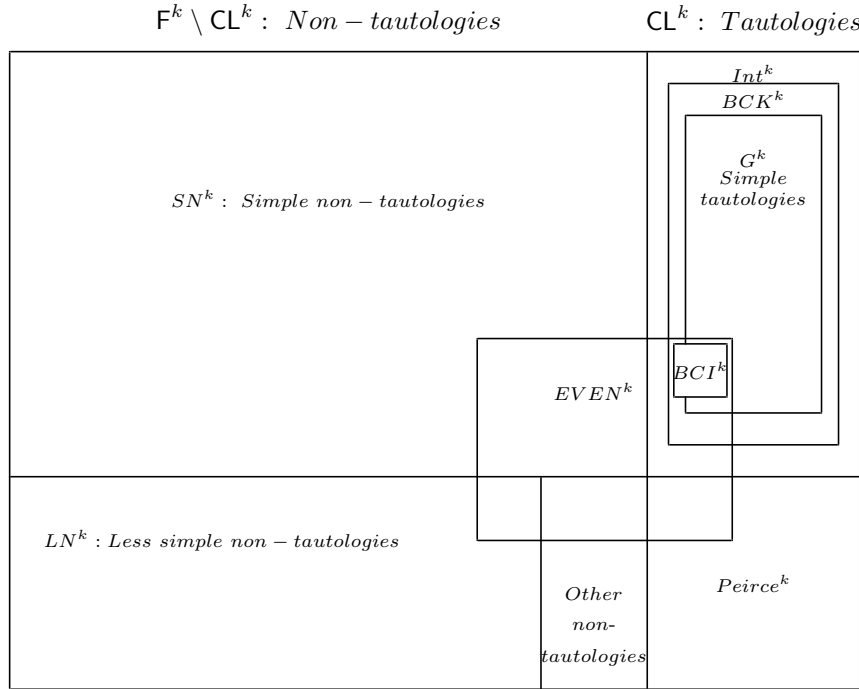 F^k \ CL^k : Non − tautologies
CL^k : Tautologies
Int^k
BCK^k
G^k
Simple
tautologies
SN^k : Simple non − tautologies
BCI^k
EVEN^k
LN^k : Less simple non − tautologies
Peirce^k
Other
non-
tautologies